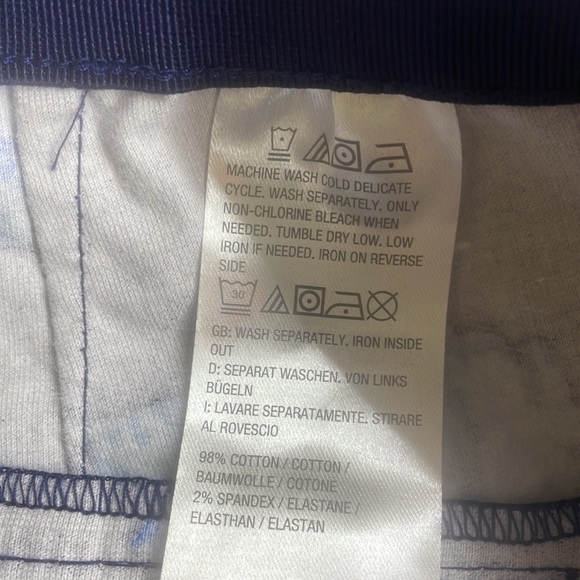 MACHINE WASH COLD DELICATE
CYCLE. WASH SEPARATELY. ONLY
NON-CHLORINE BLEACH WHEN
NEEDED. TUMBLE DRY LOW. LOW
IRON IF NEEDED. IRON ON REVERSE
SIDE
30
GB: WASH SEPARATELY. IRON INSIDE
OUT
D: SEPARAT WASCHEN. VON LINKS
BÜGELN
I: LAVARE SEPARATAMENTE. STIRARE
AL ROVESCIO
98% COTTON / COTTON /
BAUMWOLLE / COTONE
2% SPANDEX / ELASTANE /
ELASTHAN / ELASTAN